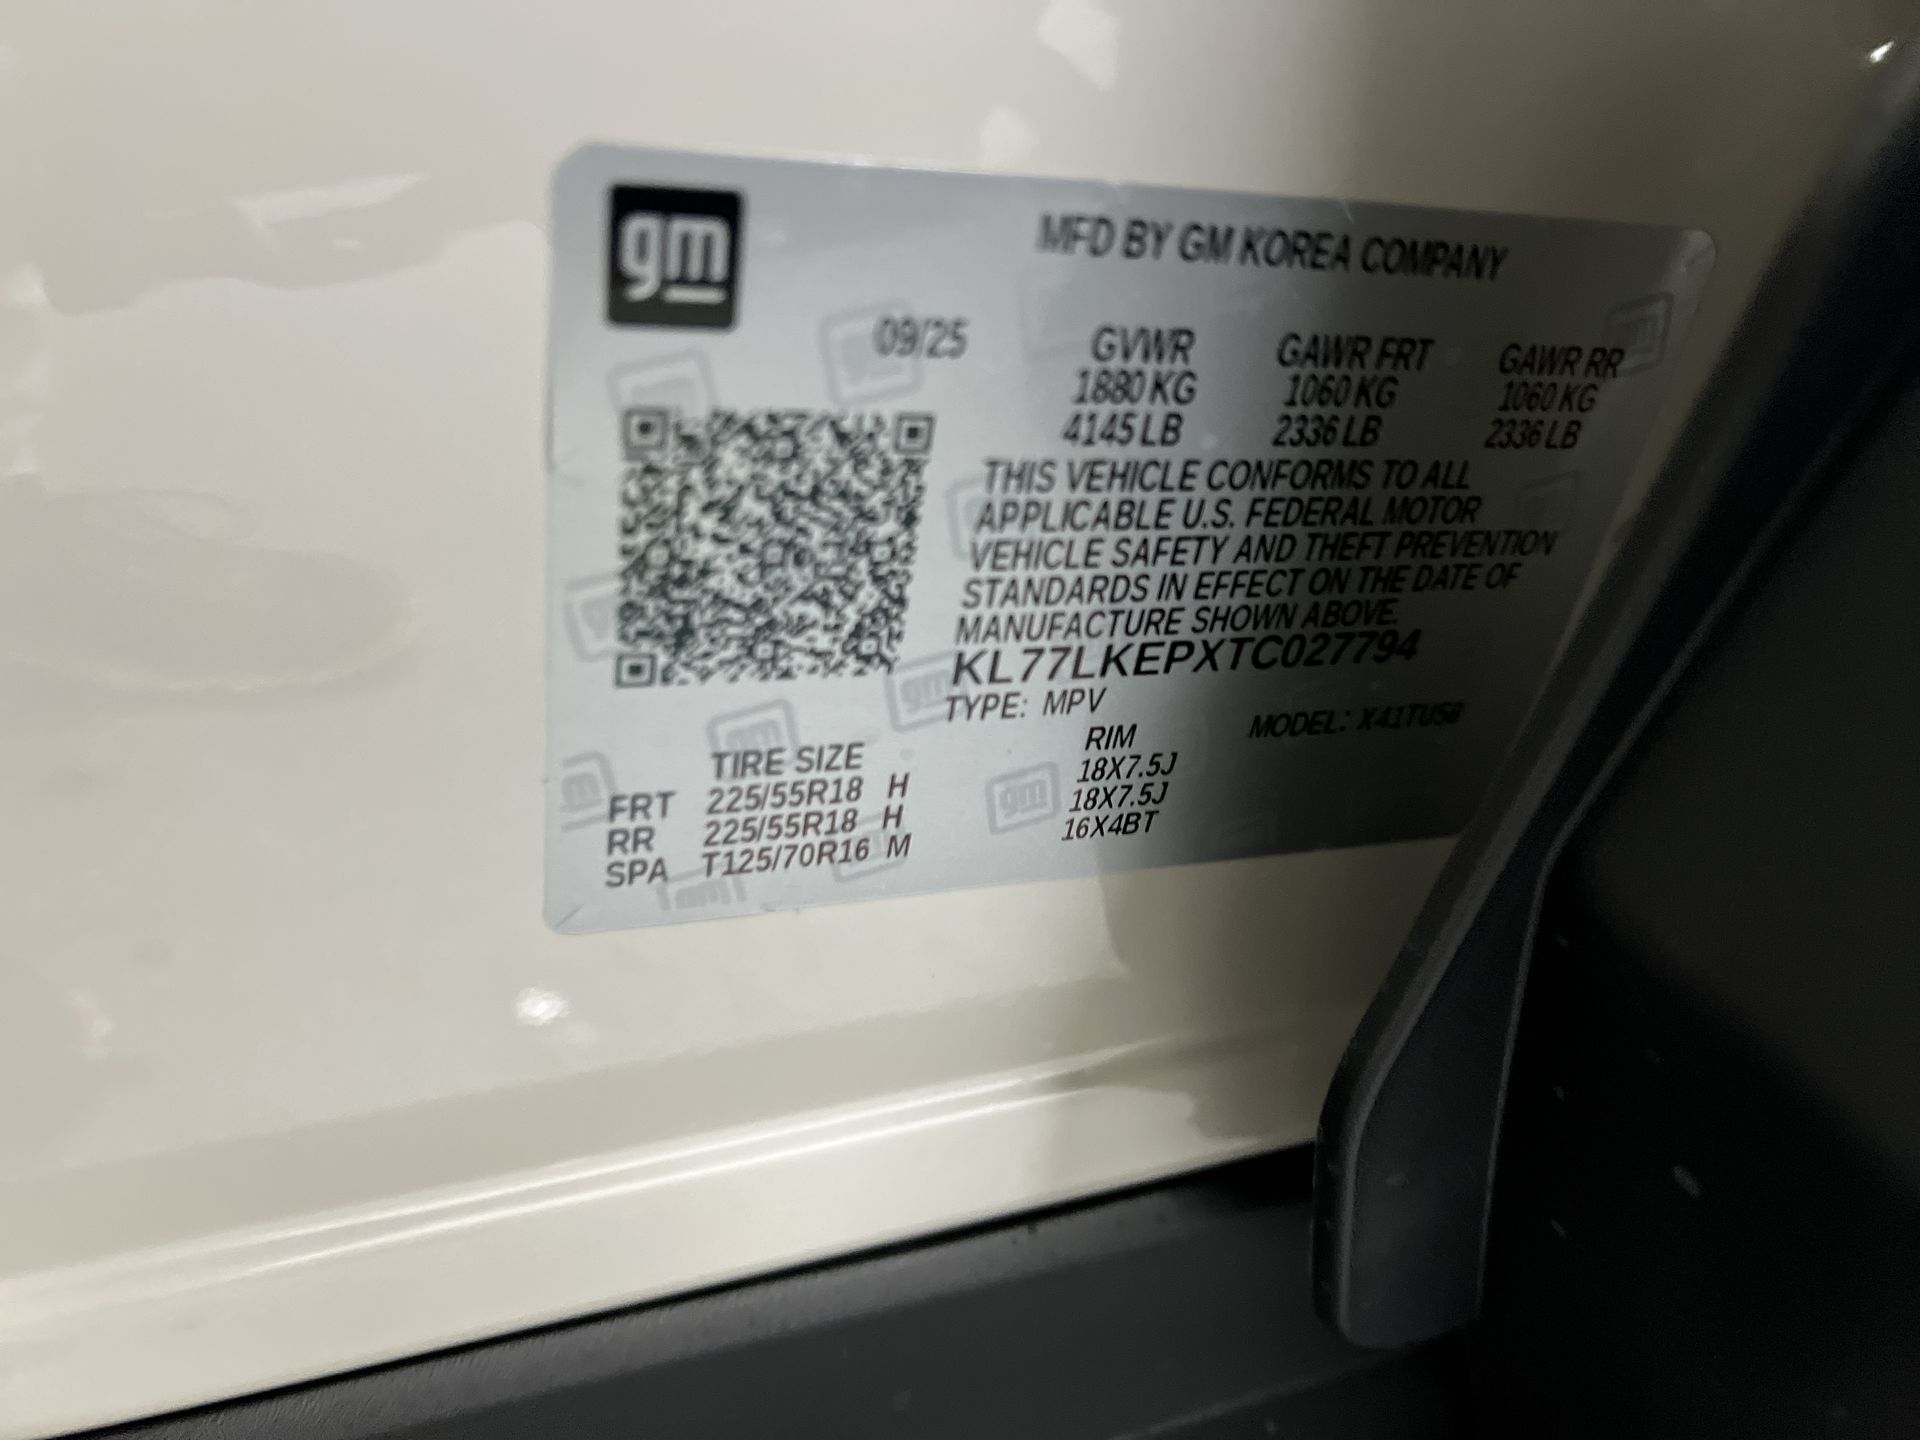 gm
MFD BY GM KOREA COMPANY
09/25
GVWR GAWR FRT GAWR RR
1880 KG 1060 KG 1060 KG
4145 LB 2336 LB 2336 LB
THIS VEHICLE CONFORMS TO ALL
APPLICABLE U.S. FEDERAL MOTOR
VEHICLE SAFETY AND THEFT PREVENTION
STANDARDS IN EFFECT ON THE DATE OF
MANUFACTURE SHOWN ABOVE.
KL77LKEPXTC027794
TYPE: MPV MODEL: X41TU58
TIRE SIZE RIM
FRT 225/55R18 H 18X7.5J
RR 225/55R18 H 18X7.5J
SPA T125/70R16 M 16X4BT